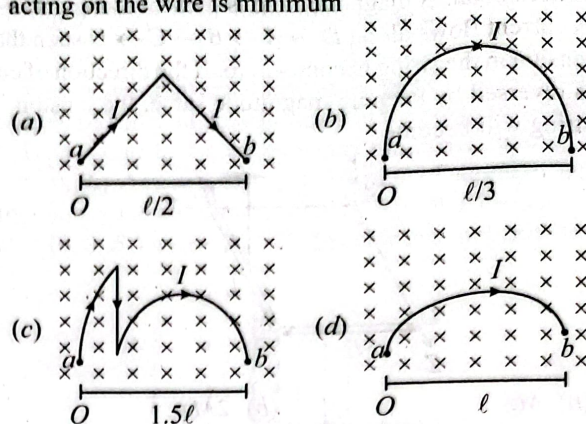 acting on the wire is minimum
(a) I I a b O ℓ/2
(b) I a b O ℓ/3
(c) I a b O 1.5ℓ
(d) I a b O ℓ